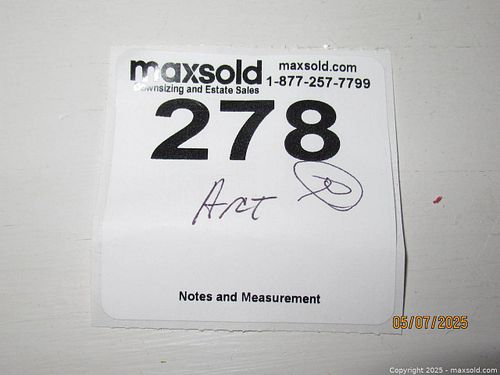 maxsold
maxsold.com
Downsizing and Estate Sales
1-877-257-7799
278
Art
Notes and Measurement
05/07/2025
Copyright 2025 - maxsold.com